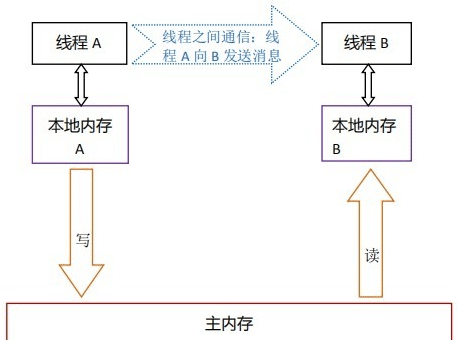 线程 A
线程之间通信：线
程 A 向 B 发送消息
线程 B
本地内存
A
本地内存
B
写
读
主内存